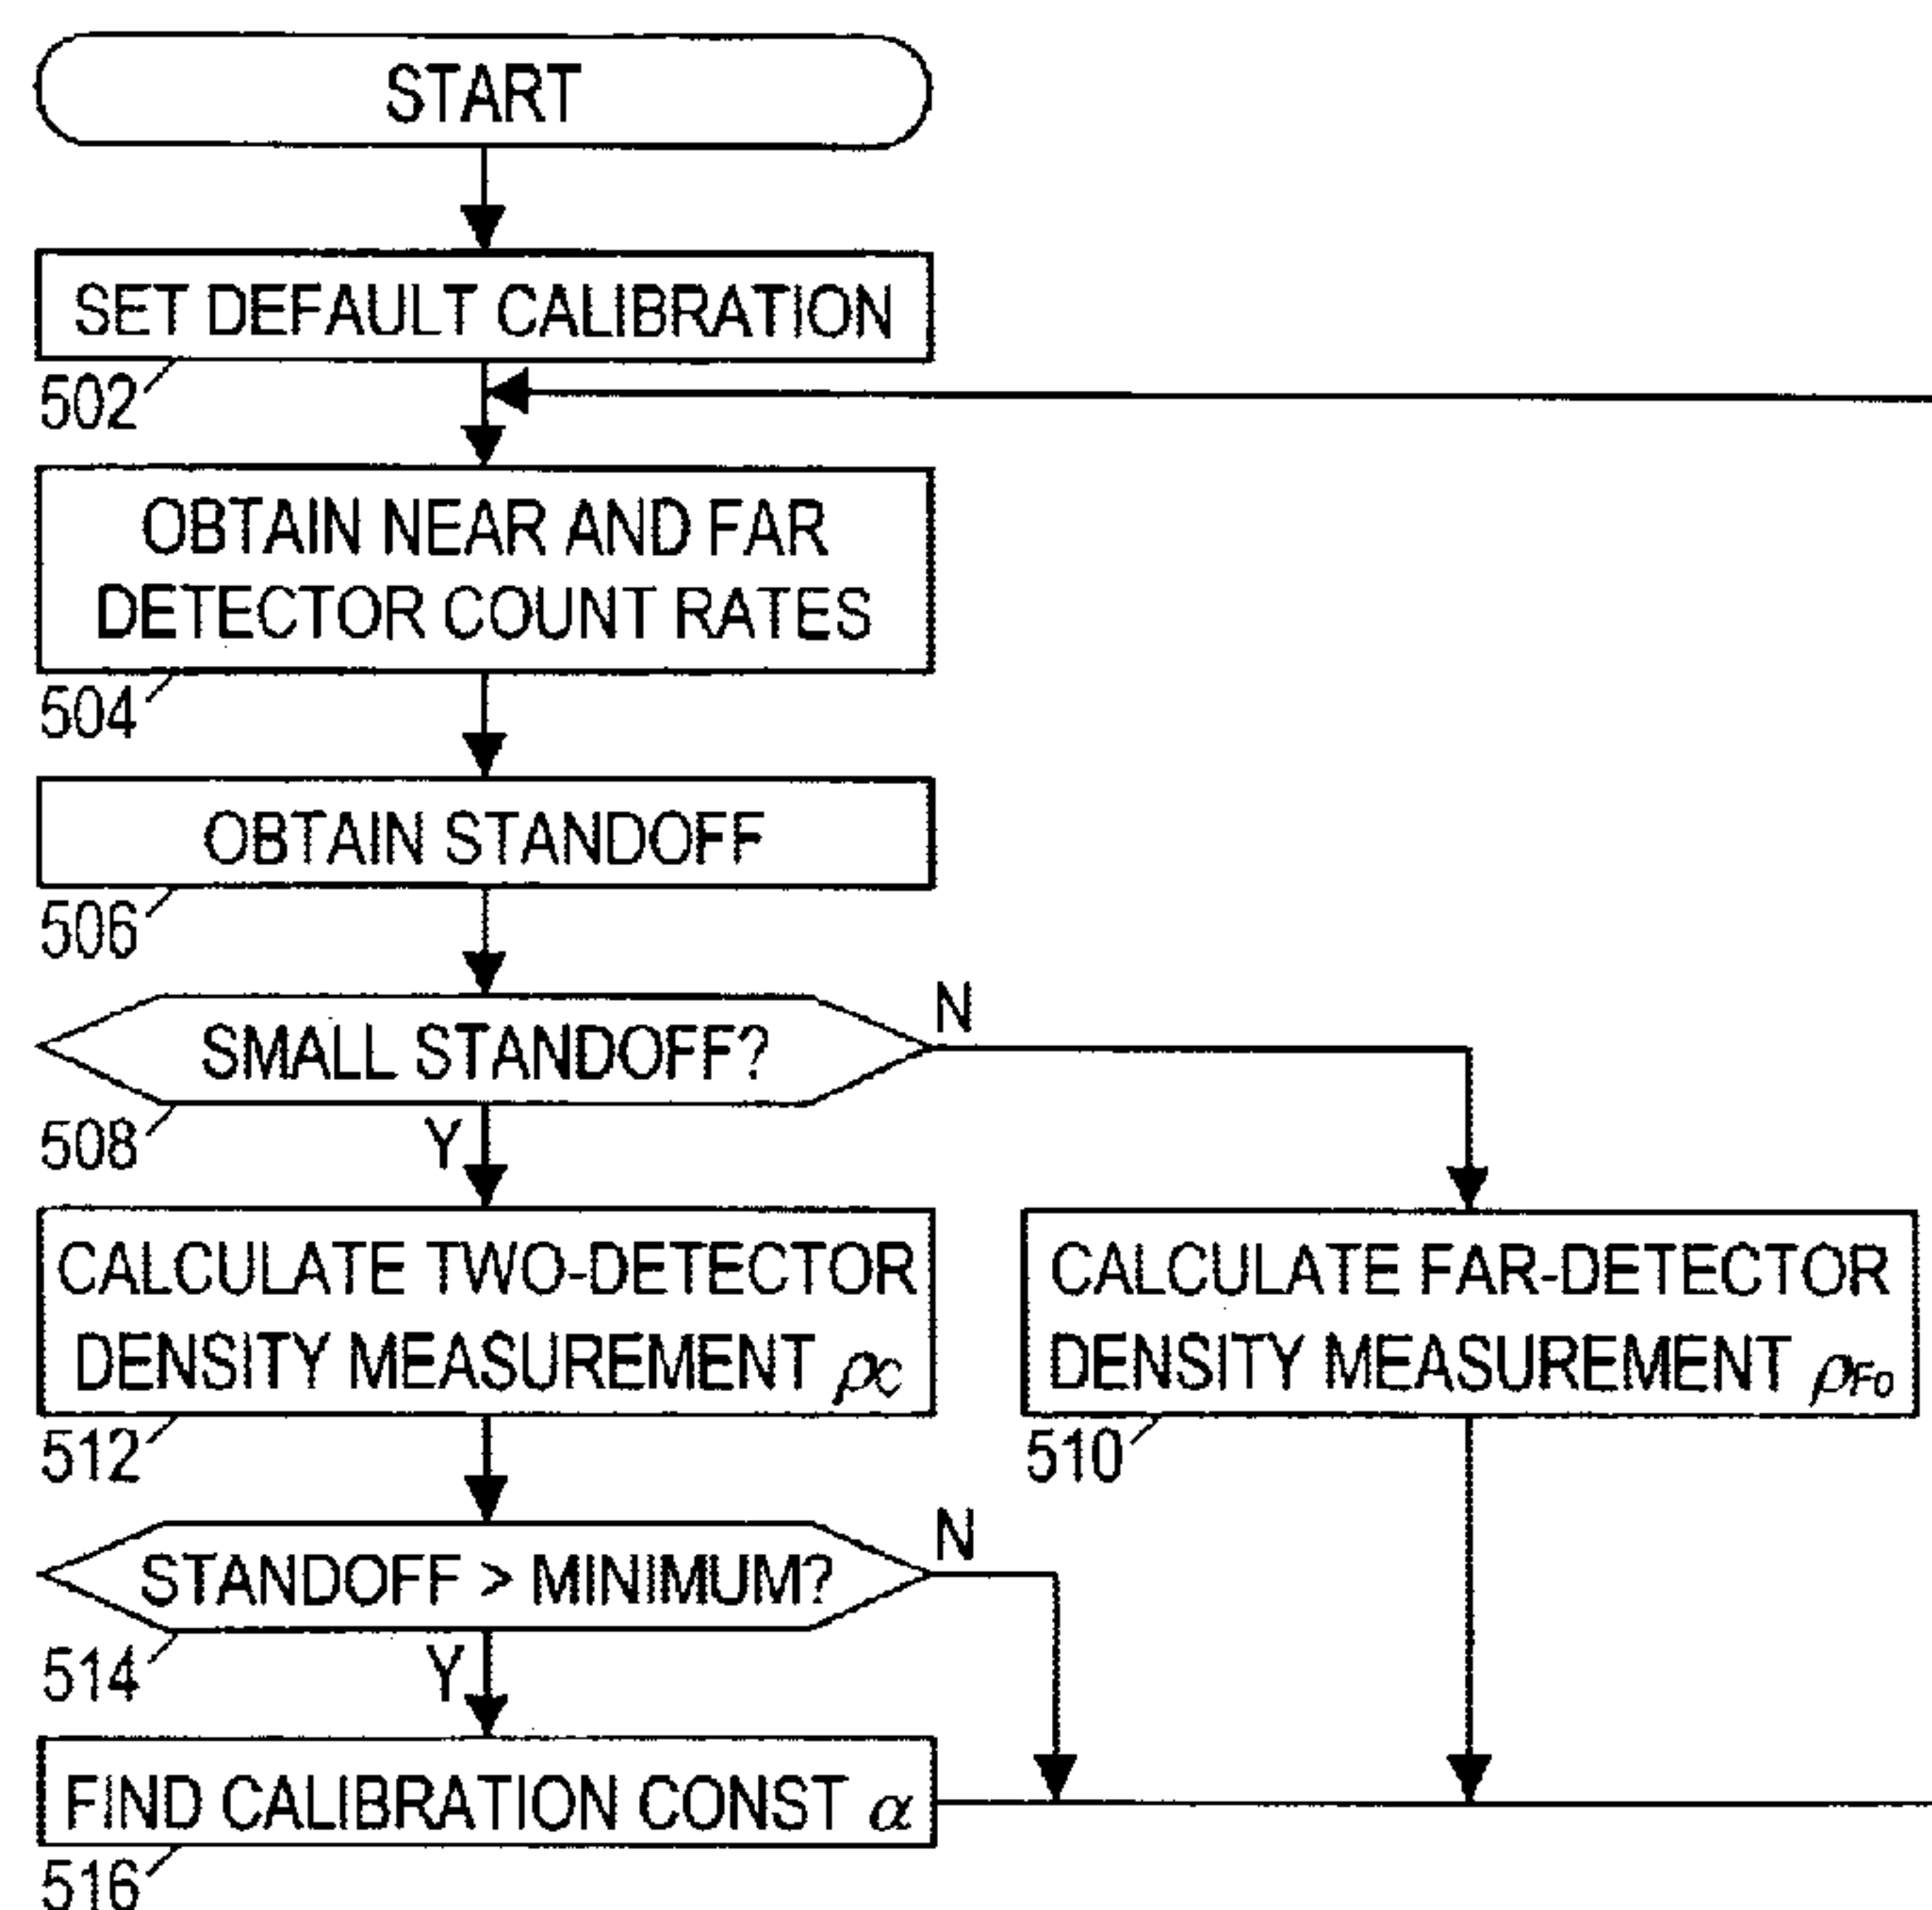 START
SET DEFAULT CALIBRATION
502
OBTAIN NEAR AND FAR
DETECTOR COUNT RATES
504
OBTAIN STANDOFF
506
SMALL STANDOFF?
N
508
Y
CALCULATE TWO-DETECTOR
DENSITY MEASUREMENT ρC
512
CALCULATE FAR-DETECTOR
DENSITY MEASUREMENT ρF0
510
STANDOFF > MINIMUM?
N
514
Y
FIND CALIBRATION CONST α
516